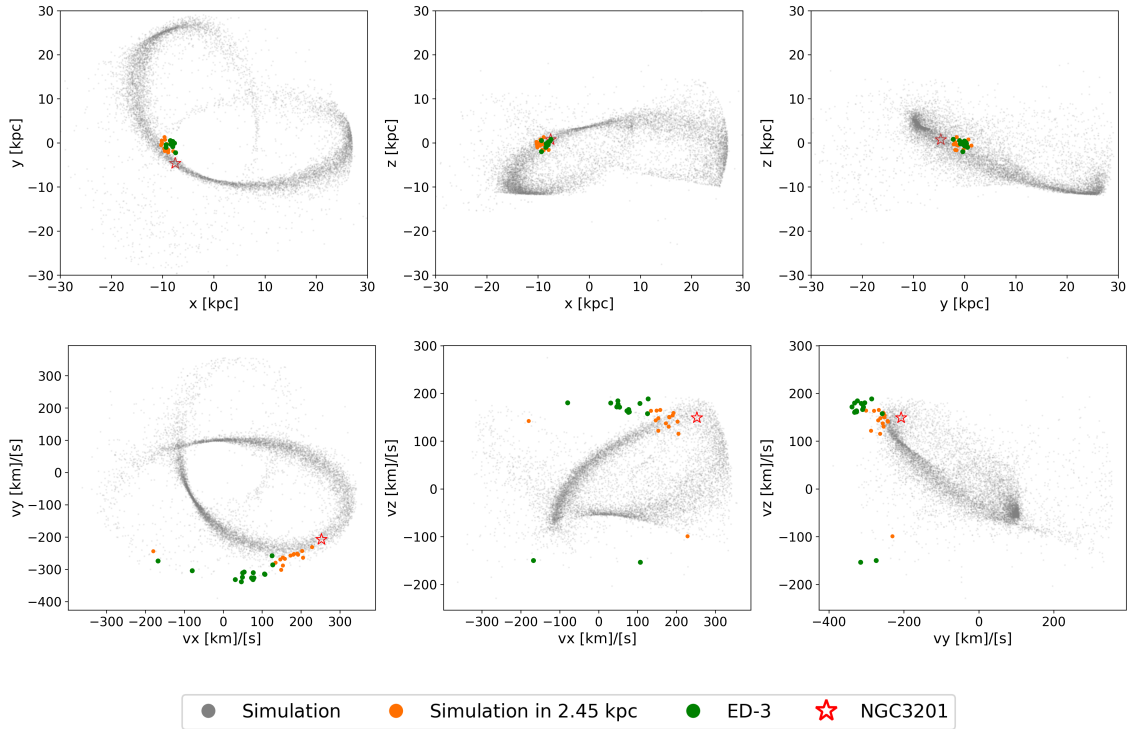 30
20
10
0
−10
−20
−30
−30 −20 −10 0 10 20 30
y [kpc]
x [kpc]
30
20
10
0
−10
−20
−30
−30 −20 −10 0 10 20 30
z [kpc]
x [kpc]
30
20
10
0
−10
−20
−30
−30 −20 −10 0 10 20 30
z [kpc]
y [kpc]
300
200
100
0
−100
−200
−300
−400
−300 −200 −100 0 100 200 300
vy [km]/[s]
vx [km]/[s]
300
200
100
0
−100
−200
−300 −200 −100 0 100 200 300
vz [km]/[s]
vx [km]/[s]
300
200
100
0
−100
−200
−400 −200 0 200
vz [km]/[s]
vy [km]/[s]
Simulation Simulation in 2.45 kpc ED-3 NGC3201